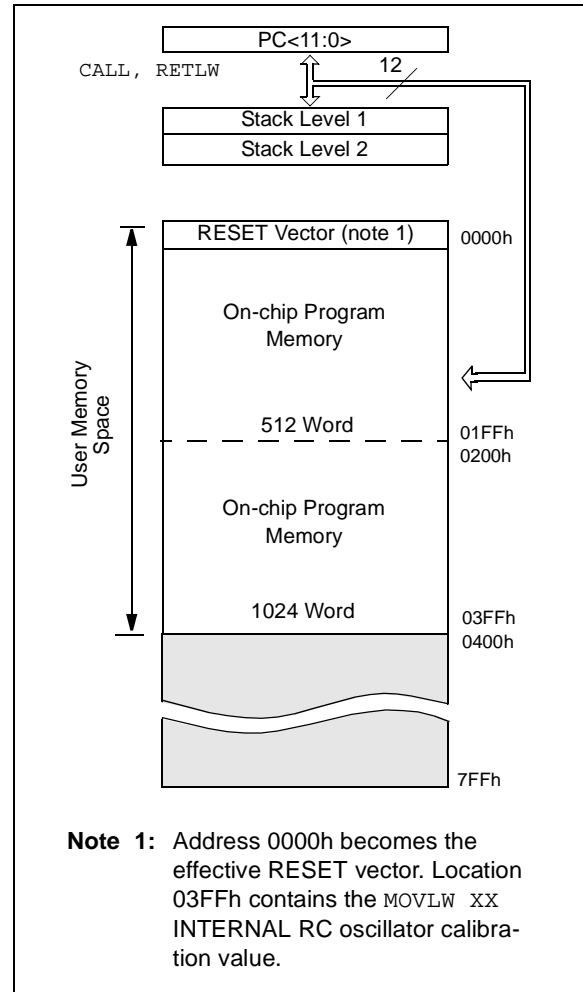 PC<11:0>
CALL, RETLW
12
Stack Level 1
Stack Level 2
RESET Vector (note 1)
0000h
User Memory
Space
On-chip Program
Memory
512 Word
01FFh
0200h
On-chip Program
Memory
1024 Word
03FFh
0400h
7FFh
Note 1: Address 0000h becomes the
effective RESET vector. Location
03FFh contains the MOVLW XX
INTERNAL RC oscillator calibra-
tion value.